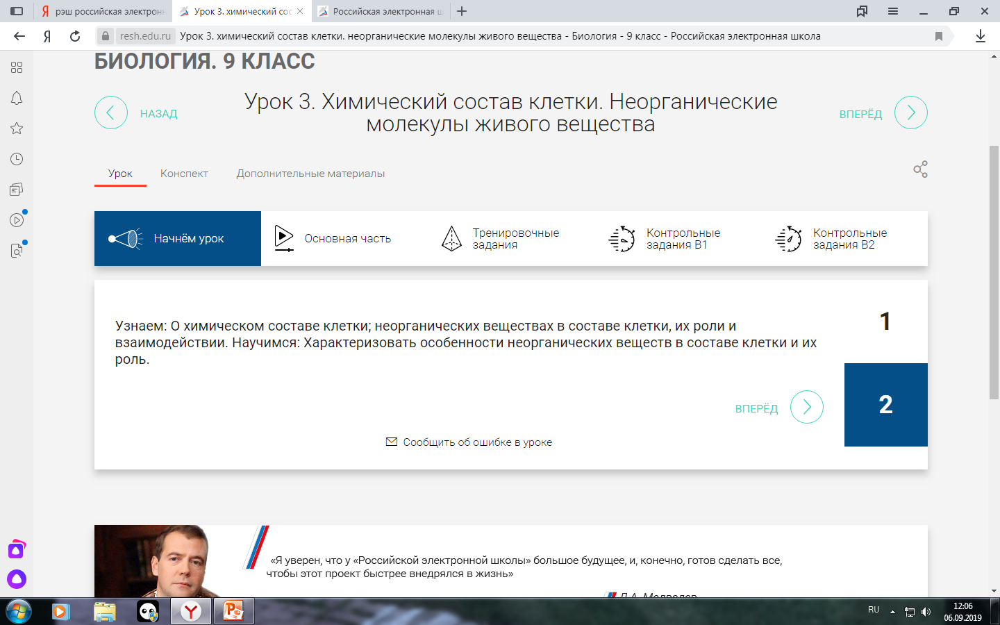 рэш российская электрон
Урок 3. химический сос
Российская электронная ш
resh.edu.ru Урок 3. химический состав клетки. неорганические молекулы живого вещества - Биология - 9 класс - Российская электронная школа
БИОЛОГИЯ. 9 КЛАСС
НАЗАД
Урок 3. Химический состав клетки. Неорганические
молекулы живого вещества
ВПЕРЁД
Урок
Конспект
Дополнительные материалы
Начнём урок
Основная часть
Тренировочные
задания
Контрольные
задания В1
Контрольные
задания В2
Узнаем: О химическом составе клетки; неорганических веществах в составе клетки, их роли и
взаимодействии. Научимся: Характеризовать особенности неорганических веществ в составе клетки и их
роль.
1
2
ВПЕРЁД
Сообщить об ошибке в уроке
«Я уверен, что у «Российской электронной школы» большое будущее, и, конечно, готов сделать все,
чтобы этот проект быстрее внедрялся в жизнь»
Д.А. Медведев
RU
12:06
06.09.2019